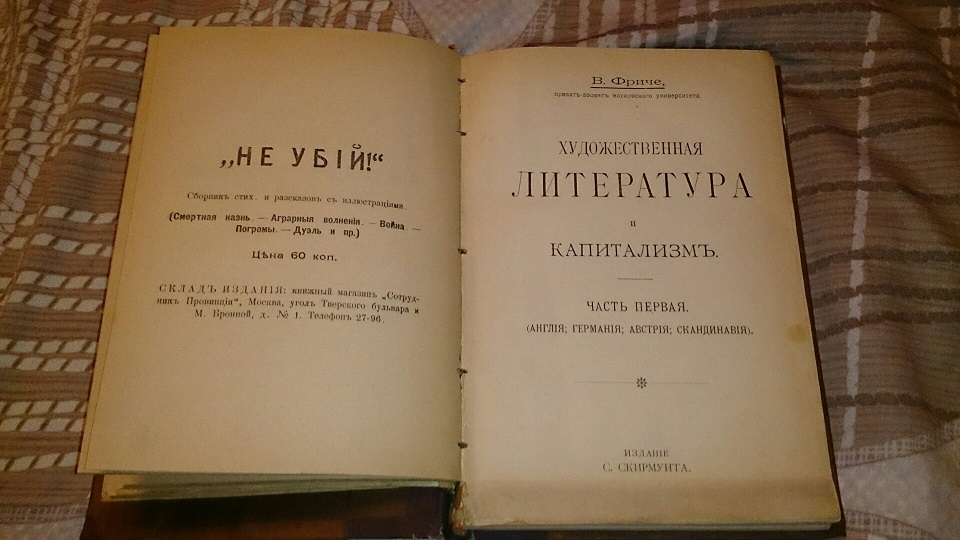 „НЕ УБІЙ!“
Сборникъ стих. и разсказовъ съ иллюстраціями.
(Смертная казнь. — Аграрныя волненія. — Война. —
Погромы. — Дуэль и пр.)
Цѣна 60 коп.
СКЛАДЪ ИЗДАНІЯ: книжный магазинъ „Сотруд-
никъ Провинціи“, Москва, уголъ Тверского бульвара и
М. Бронной, д. № 1. Телефонъ 27-96.
В. Фриче,
приватъ-доцентъ московскаго университета.
ХУДОЖЕСТВЕННАЯ
ЛИТЕРАТУРА
и
КАПИТАЛИЗМЪ.
ЧАСТЬ ПЕРВАЯ.
(АНГЛІЯ; ГЕРМАНІЯ; АВСТРІЯ; СКАНДИНАВІЯ).
ИЗДАНІЕ
С. СКИРМУНТА.